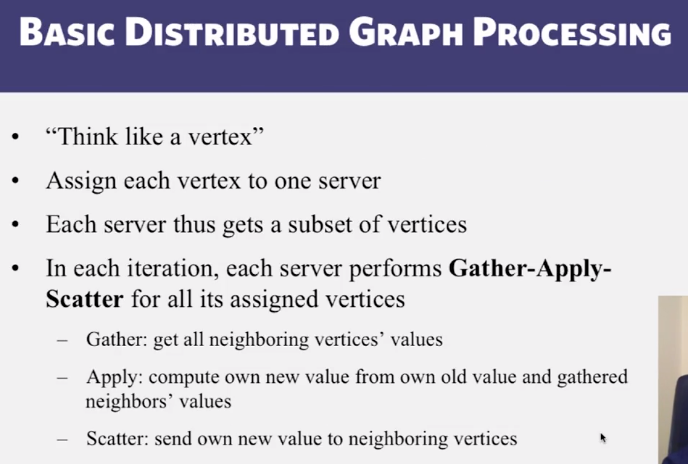 BASIC DISTRIBUTED GRAPH PROCESSING
• “Think like a vertex”
• Assign each vertex to one server
• Each server thus gets a subset of vertices
• In each iteration, each server performs Gather-Apply-
Scatter for all its assigned vertices
– Gather: get all neighboring vertices’ values
– Apply: compute own new value from own old value and gathered
neighbors’ values
– Scatter: send own new value to neighboring vertices